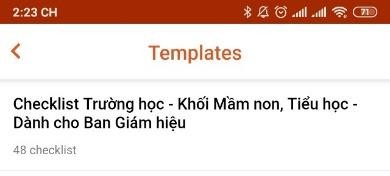 2:23 CH
71
Templates
Checklist Trường học - Khối Mầm non, Tiểu học -
Dành cho Ban Giám hiệu
48 checklist